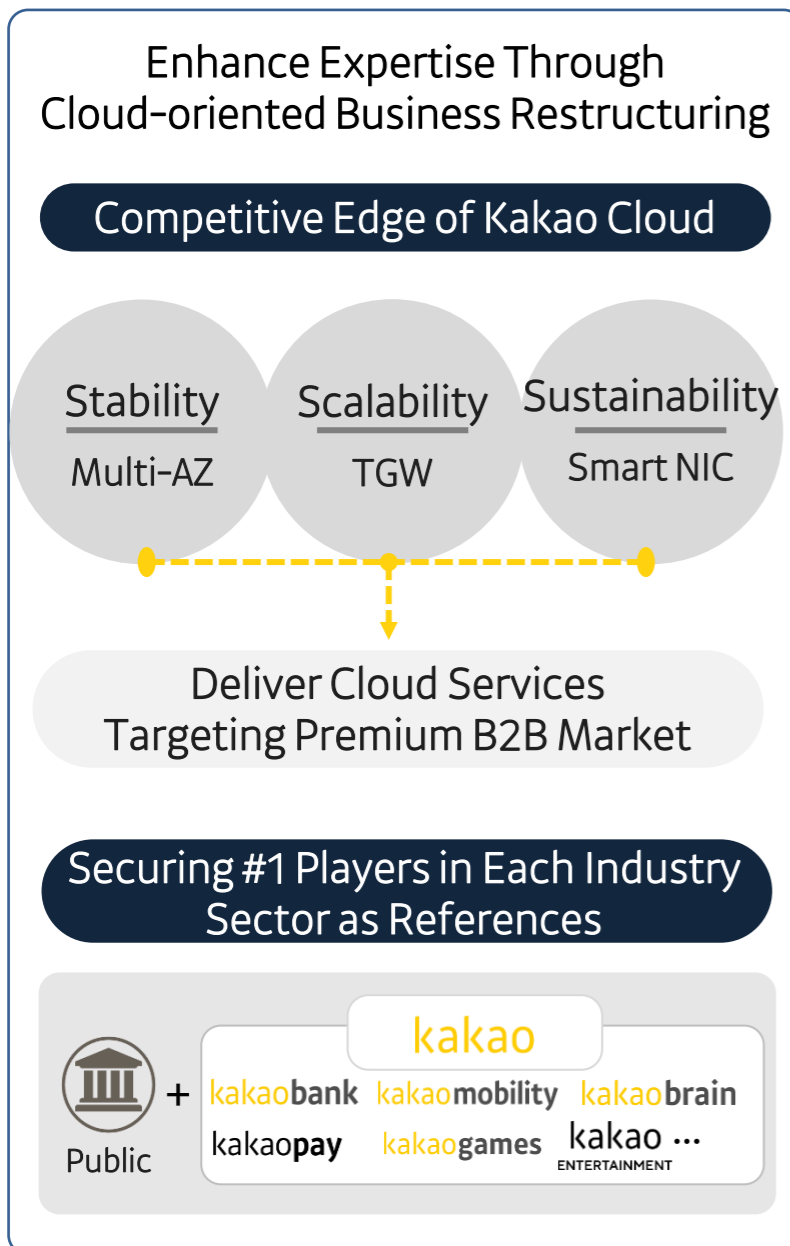 Enhance Expertise Through
Cloud-oriented Business Restructuring
Competitive Edge of Kakao Cloud
Stability
Multi-AZ
Scalability
TGW
Sustainability
Smart NIC
Deliver Cloud Services
Targeting Premium B2B Market
Securing #1 Players in Each Industry
Sector as References
Public
+
kakao
kakaobank kakaomobility kakaobrain
kakaopay kakaogames kakao ...
ENTERTAINMENT